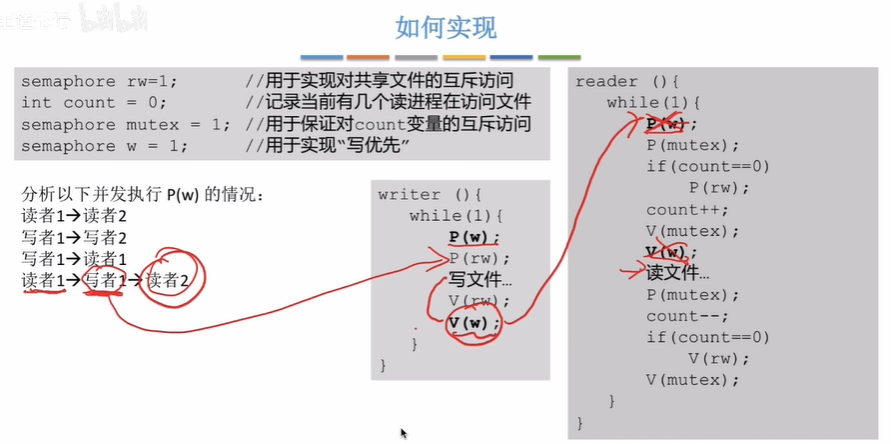 bilibili
如何实现
semaphore rw=1; //用于实现对共享文件的互斥访问
int count = 0; //记录当前有几个读进程在访问文件
semaphore mutex = 1; //用于保证对count变量的互斥访问
semaphore w = 1; //用于实现“写优先”
分析以下并发执行 P(w) 的情况：
读者1→读者2
写者1→写者2
写者1→读者1
读者1→写者1→读者2
writer (){
while(1){
P(w);
P(rw);
写文件…
V(rw);
V(w);
}
}
reader (){
while(1){
P(w);
P(mutex);
if(count==0)
P(rw);
count++;
V(mutex);
V(w);
读文件…
P(mutex);
count--;
if(count==0)
V(rw);
V(mutex);
}
}